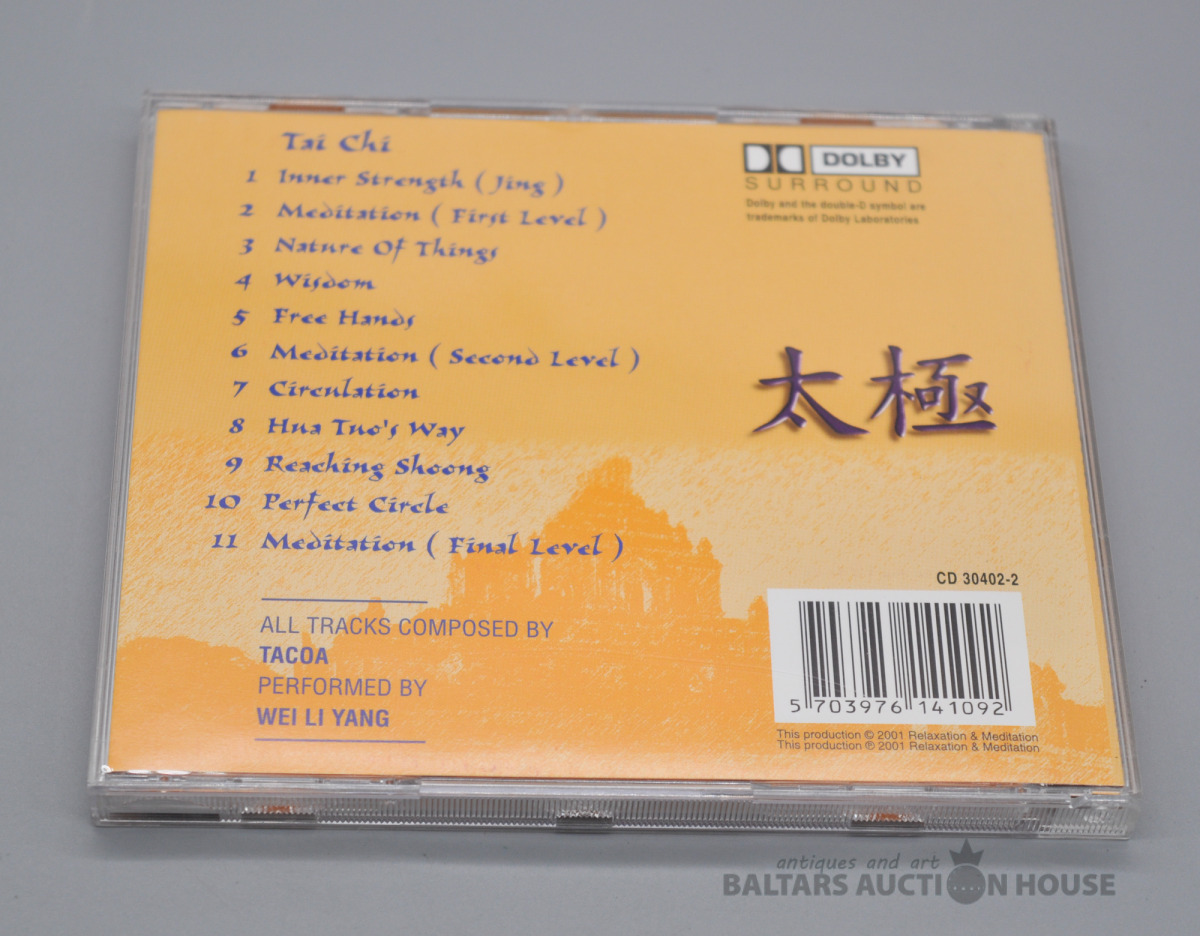 Tai Chi
1 Inner Strength ( Jing )
2 Meditation ( First Level )
3 Nature Of Things
4 Wisdom
5 Free Hands
6 Meditation ( Second Level )
7 Circulation
8 Hua Tuo's Way
9 Reaching Shoong
10 Perfect Circle
11 Meditation ( Final Level )
ALL TRACKS COMPOSED BY
TACOA
PERFORMED BY
WEI LI YANG
DOLBY
SURROUND
Dolby and the double-D symbol are
trademarks of Dolby Laboratories
太極
CD 30402-2
5 703976 141092
This production © 2001 Relaxation & Meditation
This production ℗ 2001 Relaxation & Meditation
antiques and art
BALTARS AUCTION HOUSE